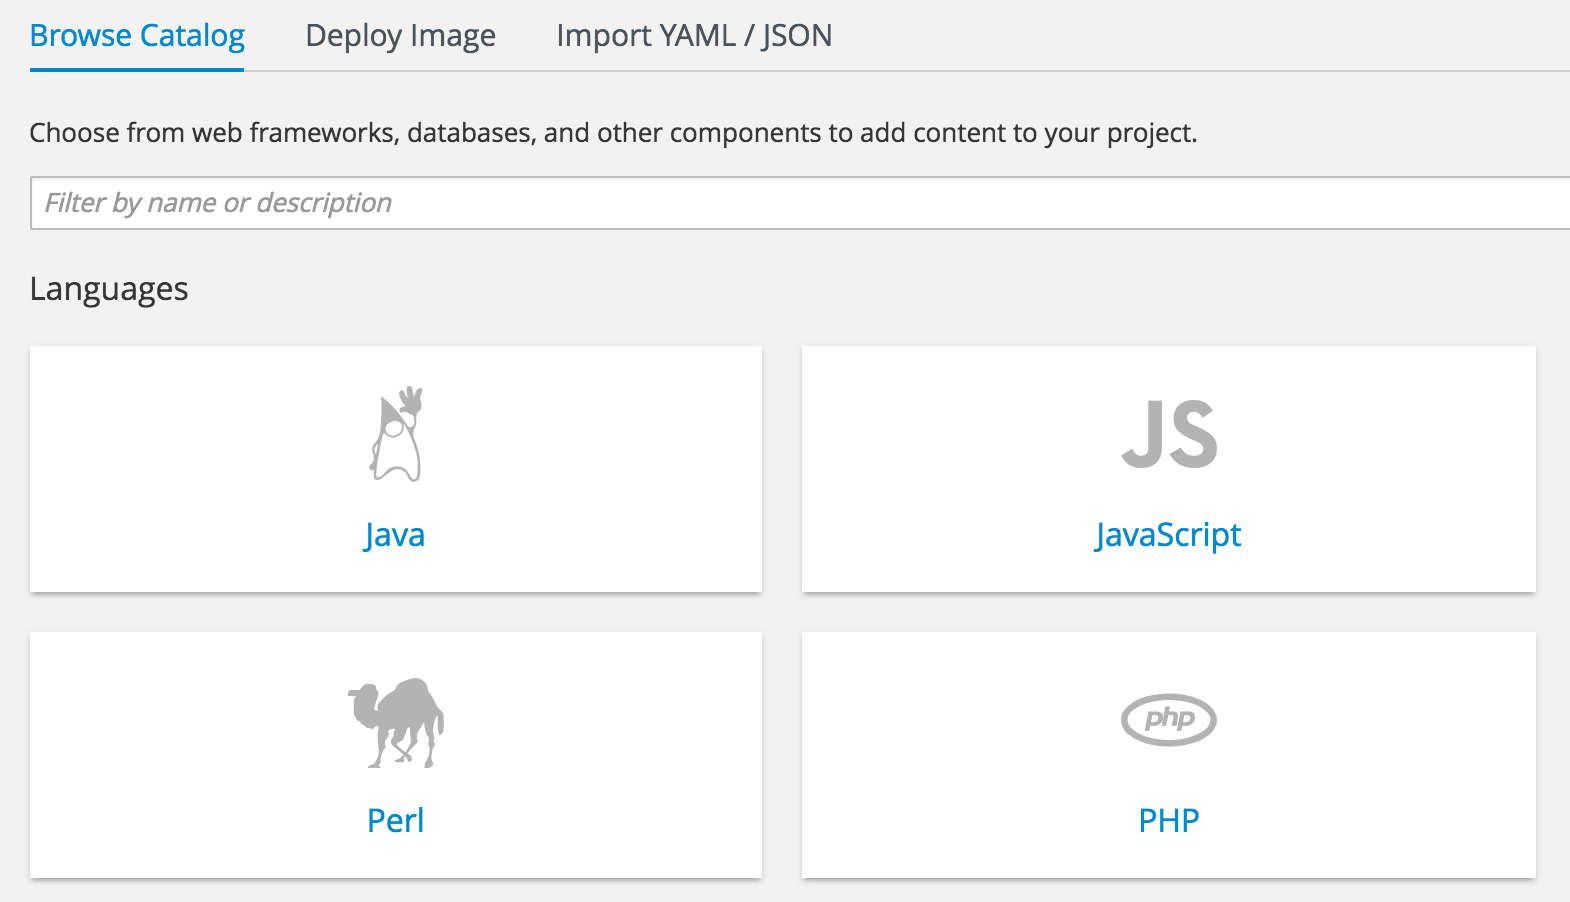 Browse Catalog Deploy Image Import YAML / JSON
Choose from web frameworks, databases, and other components to add content to your project.
Filter by name or description
Languages
JS
Java JavaScript
php
Perl PHP